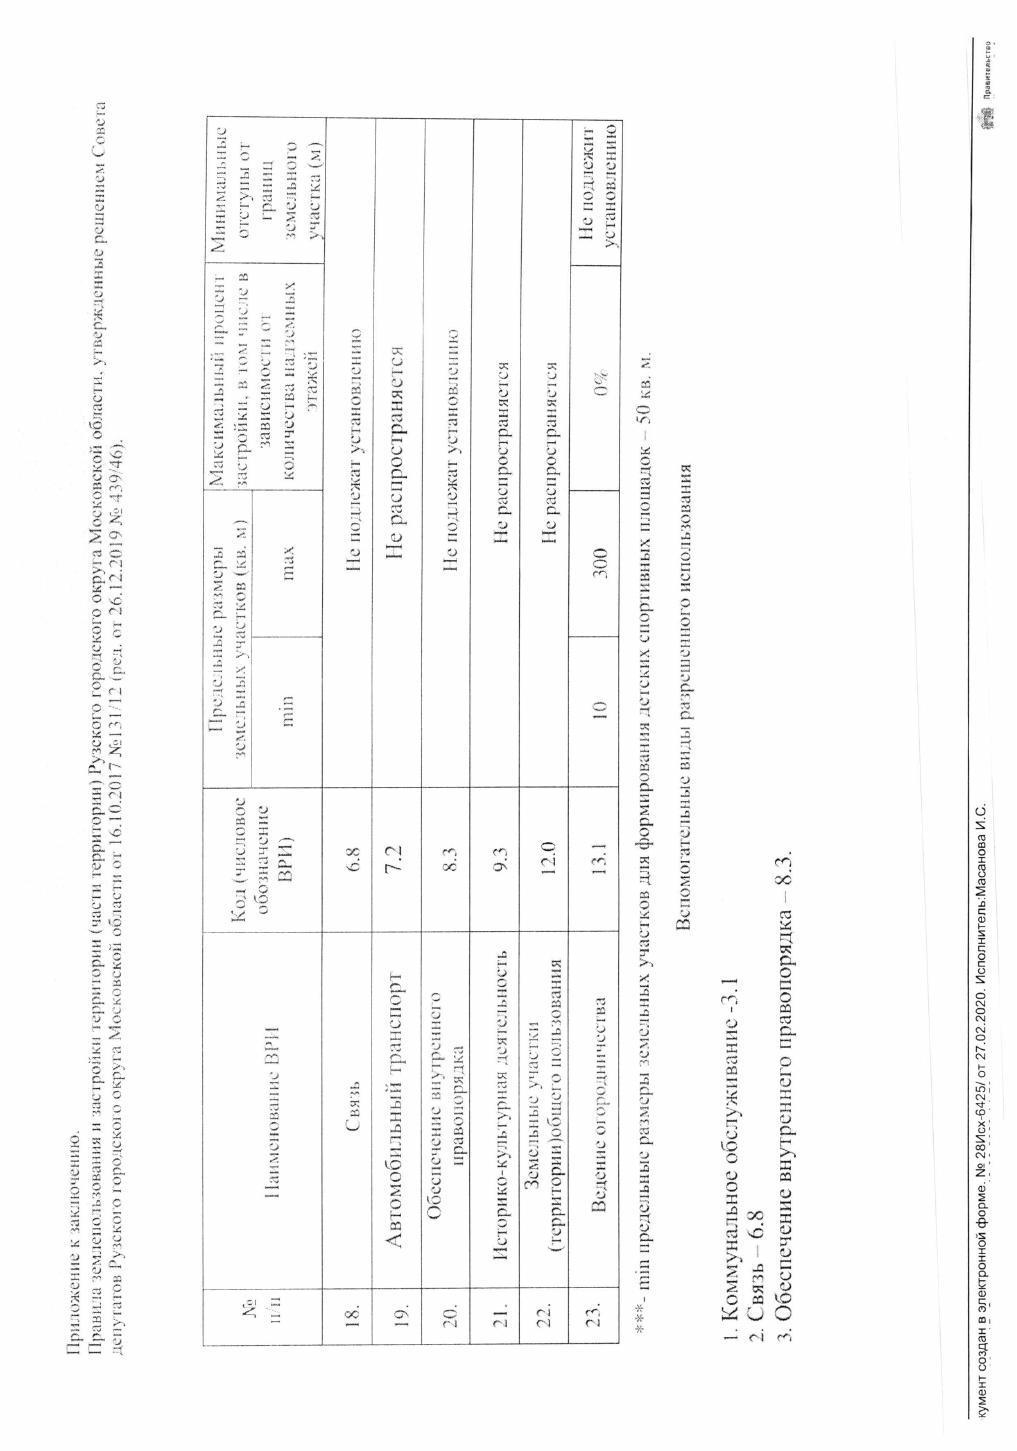 Приложение к заключению.
Правила землепользования и застройки территории (части территории) Рузского городского округа Московской области, утвержденные решением Совета
депутатов Рузского городского округа Московской области от 16.10.2017 №131/12 (ред. от 26.12.2019 № 439/46).
№ п/п
Наименование ВРИ
Код (числовое обозначение ВРИ)
Предельные размеры земельных участков (кв. м)
min
max
Максимальный процент застройки, в том числе в зависимости от количества надземных этажей
Минимальные отступы от границ земельного участка (м)
18. Связь 6.8 Не подлежат установлению
19. Автомобильный транспорт 7.2 Не распространяется
20. Обеспечение внутреннего правопорядка 8.3 Не подлежат установлению
21. Историко-культурная деятельность 9.3 Не распространяется
22. Земельные участки (территории)общего пользования 12.0 Не распространяется
23. Ведение огородничества 13.1 10 300 0% Не подлежит установлению
***- min предельные размеры земельных участков для формирования детских спортивных площадок – 50 кв. м.
Вспомогательные виды разрешенного использования
1. Коммунальное обслуживание -3.1
2. Связь – 6.8
3. Обеспечение внутреннего правопорядка – 8.3.
кумент создан в электронной форме. № 28Исх-6425/ от 27.02.2020. Исполнитель:Масанова И.С.
Правительство